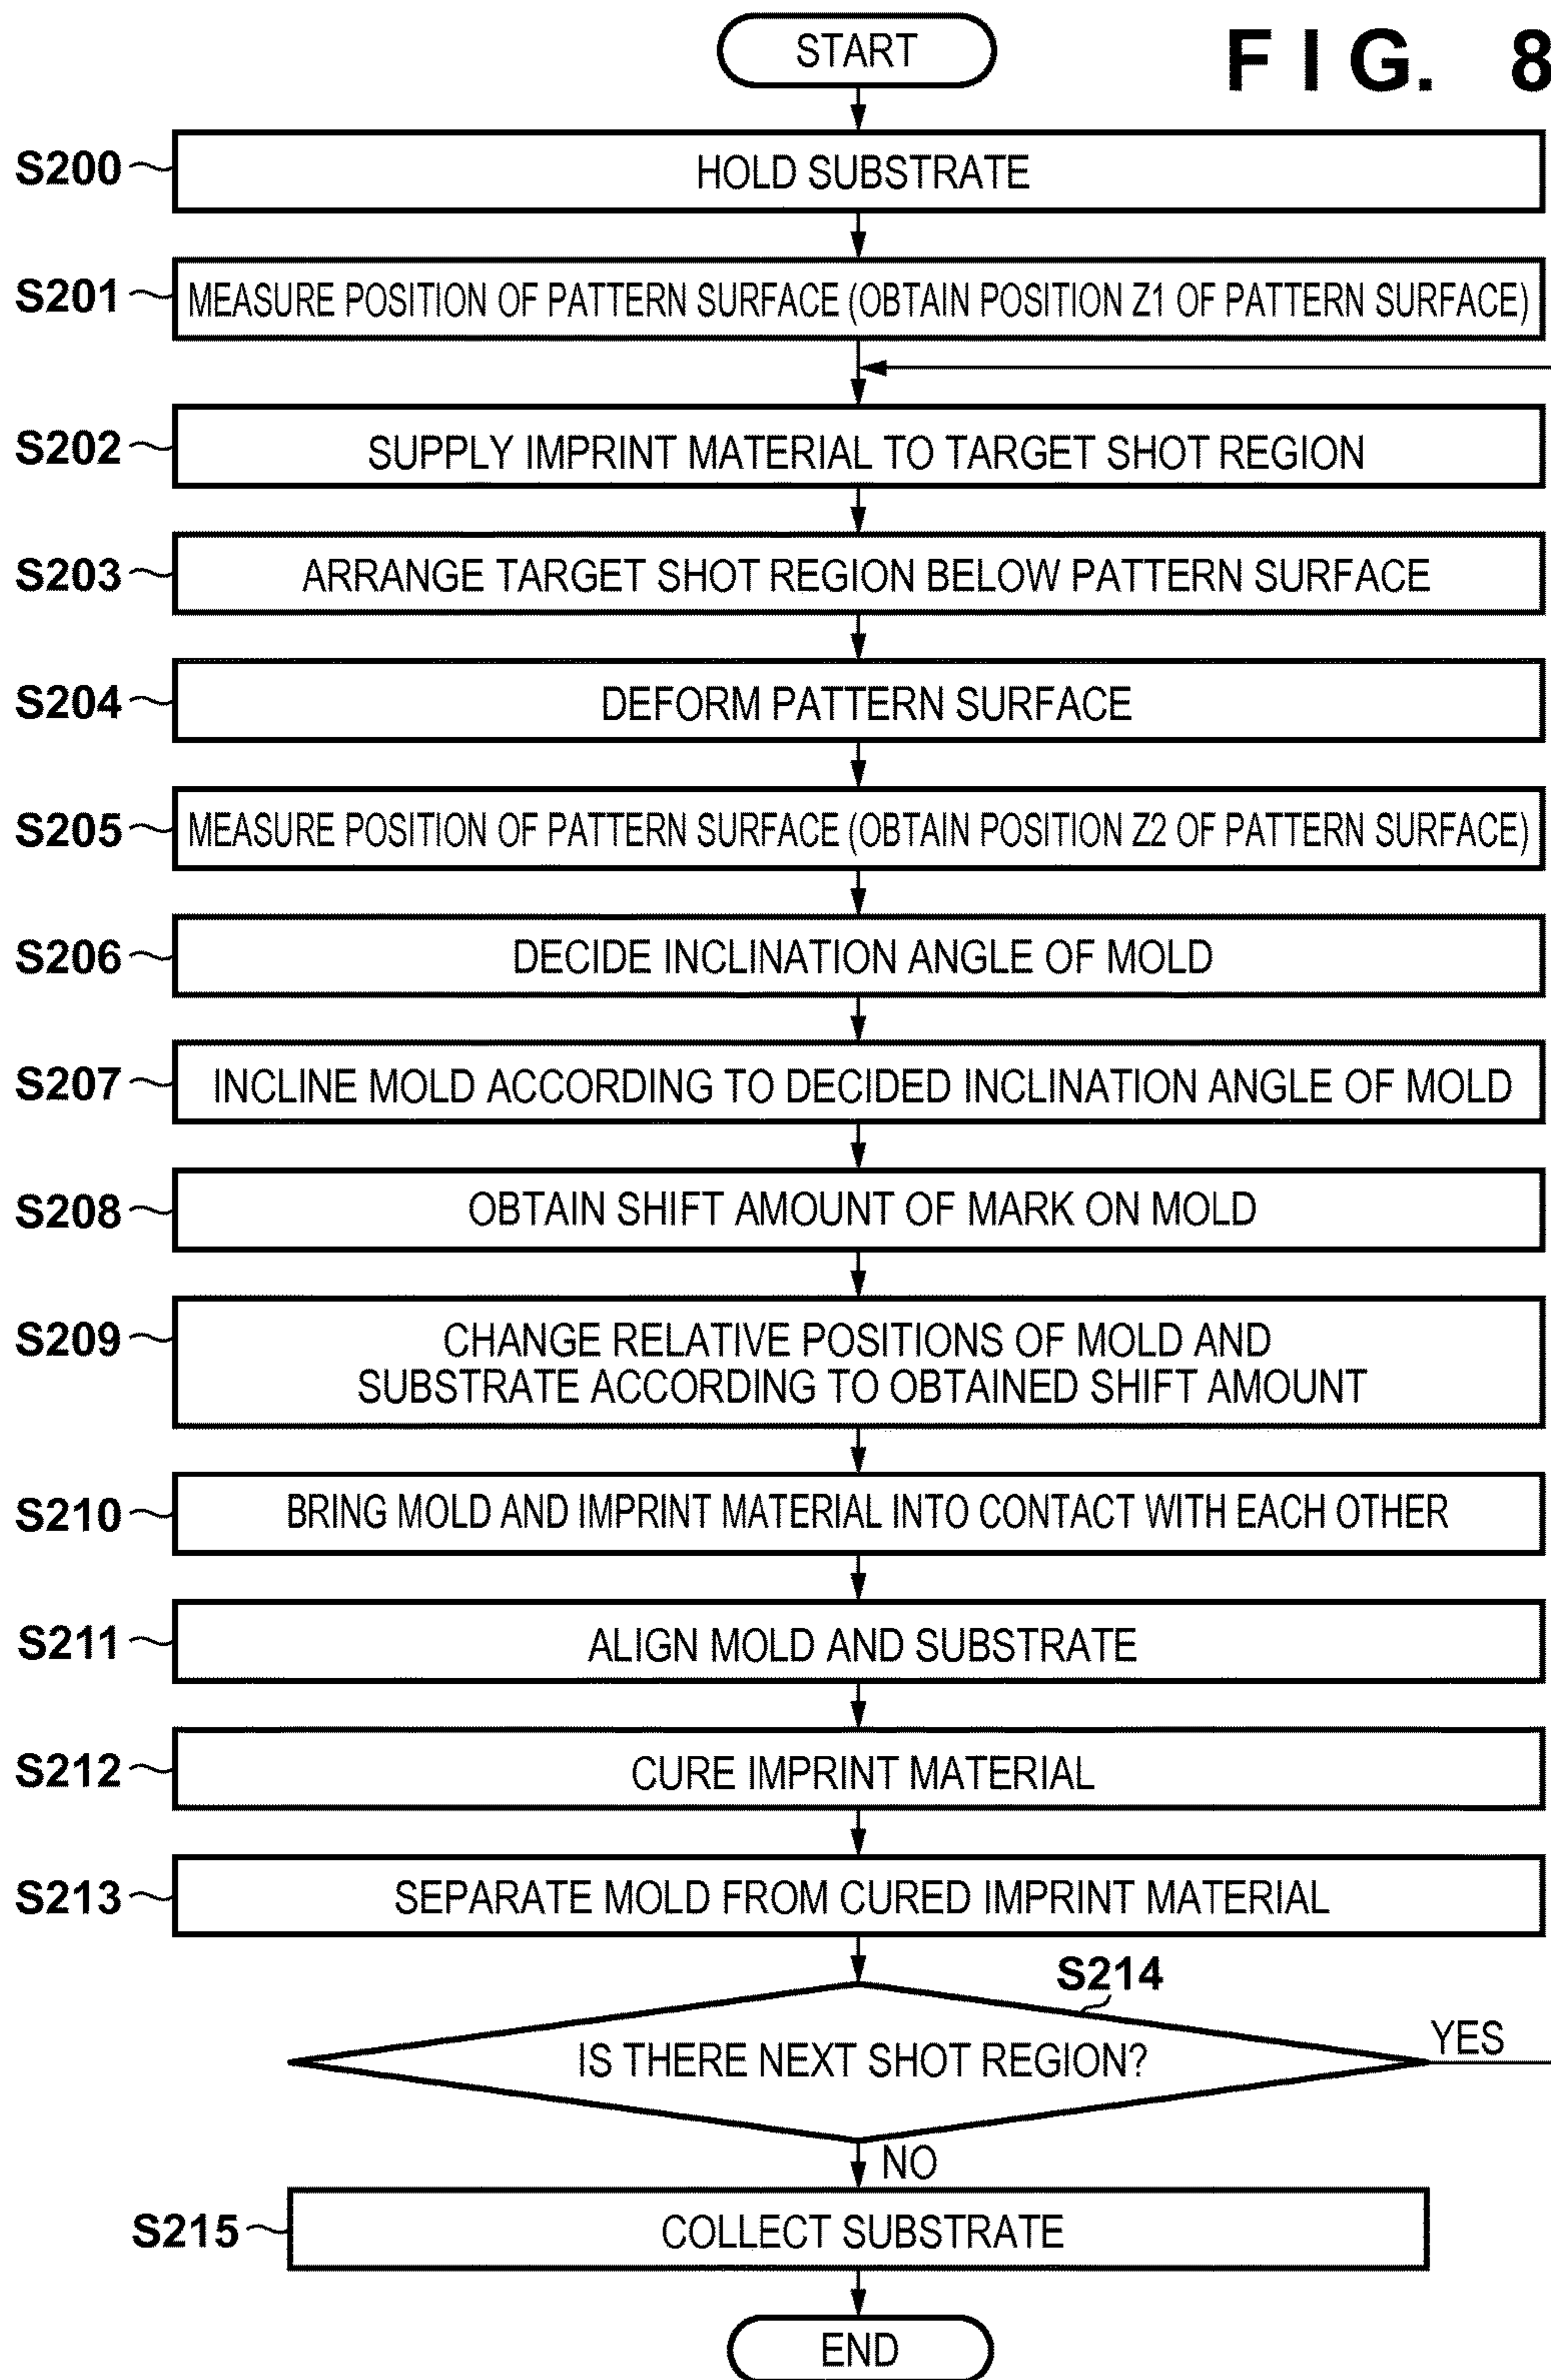 START
FIG. 8
S200
HOLD SUBSTRATE
S201
MEASURE POSITION OF PATTERN SURFACE (OBTAIN POSITION Z1 OF PATTERN SURFACE)
S202
SUPPLY IMPRINT MATERIAL TO TARGET SHOT REGION
S203
ARRANGE TARGET SHOT REGION BELOW PATTERN SURFACE
S204
DEFORM PATTERN SURFACE
S205
MEASURE POSITION OF PATTERN SURFACE (OBTAIN POSITION Z2 OF PATTERN SURFACE)
S206
DECIDE INCLINATION ANGLE OF MOLD
S207
INCLINE MOLD ACCORDING TO DECIDED INCLINATION ANGLE OF MOLD
S208
OBTAIN SHIFT AMOUNT OF MARK ON MOLD
S209
CHANGE RELATIVE POSITIONS OF MOLD AND
SUBSTRATE ACCORDING TO OBTAINED SHIFT AMOUNT
S210
BRING MOLD AND IMPRINT MATERIAL INTO CONTACT WITH EACH OTHER
S211
ALIGN MOLD AND SUBSTRATE
S212
CURE IMPRINT MATERIAL
S213
SEPARATE MOLD FROM CURED IMPRINT MATERIAL
S214
IS THERE NEXT SHOT REGION?
YES
NO
S215
COLLECT SUBSTRATE
END